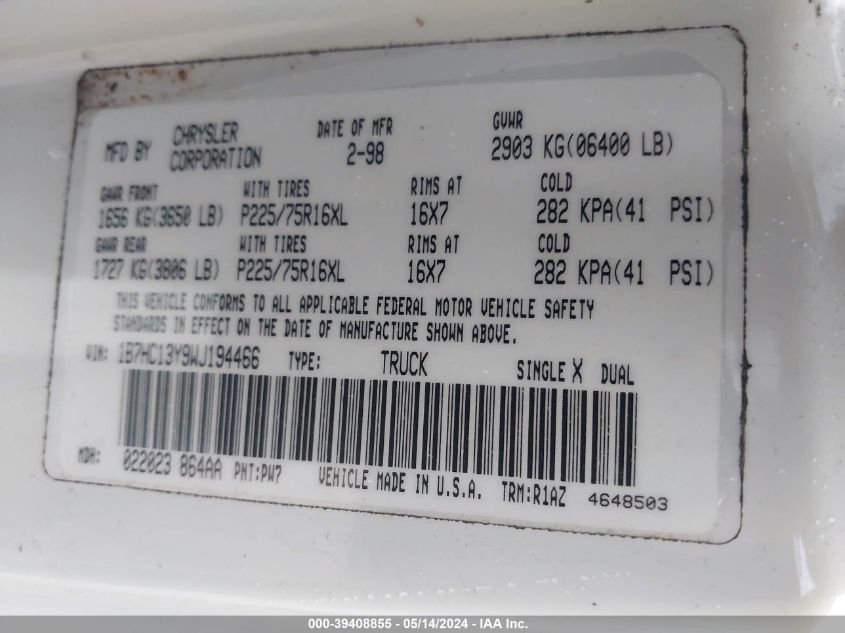 MFD BY CHRYSLER CORPORATION DATE OF MFR 2-98 GVWR 2903 KG(06400 LB)
GAWR FRONT WITH TIRES RIMS AT COLD
1656 KG(3650 LB) P225/75R16XL 16X7 282 KPA(41 PSI)
GAWR REAR WITH TIRES RIMS AT COLD
1727 KG(3806 LB) P225/75R16XL 16X7 282 KPA(41 PSI)
THIS VEHICLE CONFORMS TO ALL APPLICABLE FEDERAL MOTOR VEHICLE SAFETY
STANDARDS IN EFFECT ON THE DATE OF MANUFACTURE SHOWN ABOVE.
VIN: 1B7HC13Y9WJ194466 TYPE: TRUCK SINGLE X DUAL
MDH: 022023 864AA PNT:PW7 VEHICLE MADE IN U.S.A. TRM:R1AZ 4648503
000-39408855 - 05/14/2024 - IAA Inc.